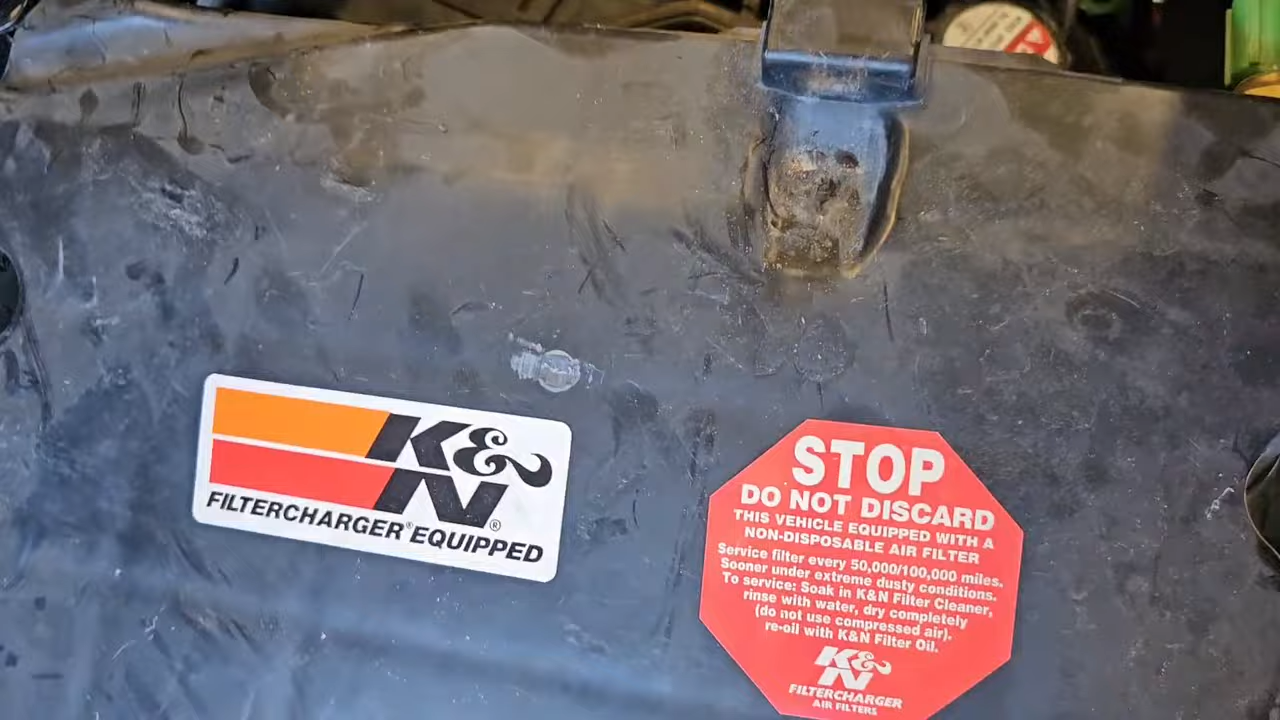 K&N®
FILTERCHARGER® EQUIPPED
STOP
DO NOT DISCARD
THIS VEHICLE EQUIPPED WITH A
NON-DISPOSABLE AIR FILTER
Service filter every 50,000/100,000 miles.
Sooner under extreme dusty conditions.
To service: Soak in K&N Filter Cleaner,
rinse with water, dry completely
(do not use compressed air).
re-oil with K&N Filter Oil.
K&N
FILTERCHARGER
AIR FILTERS